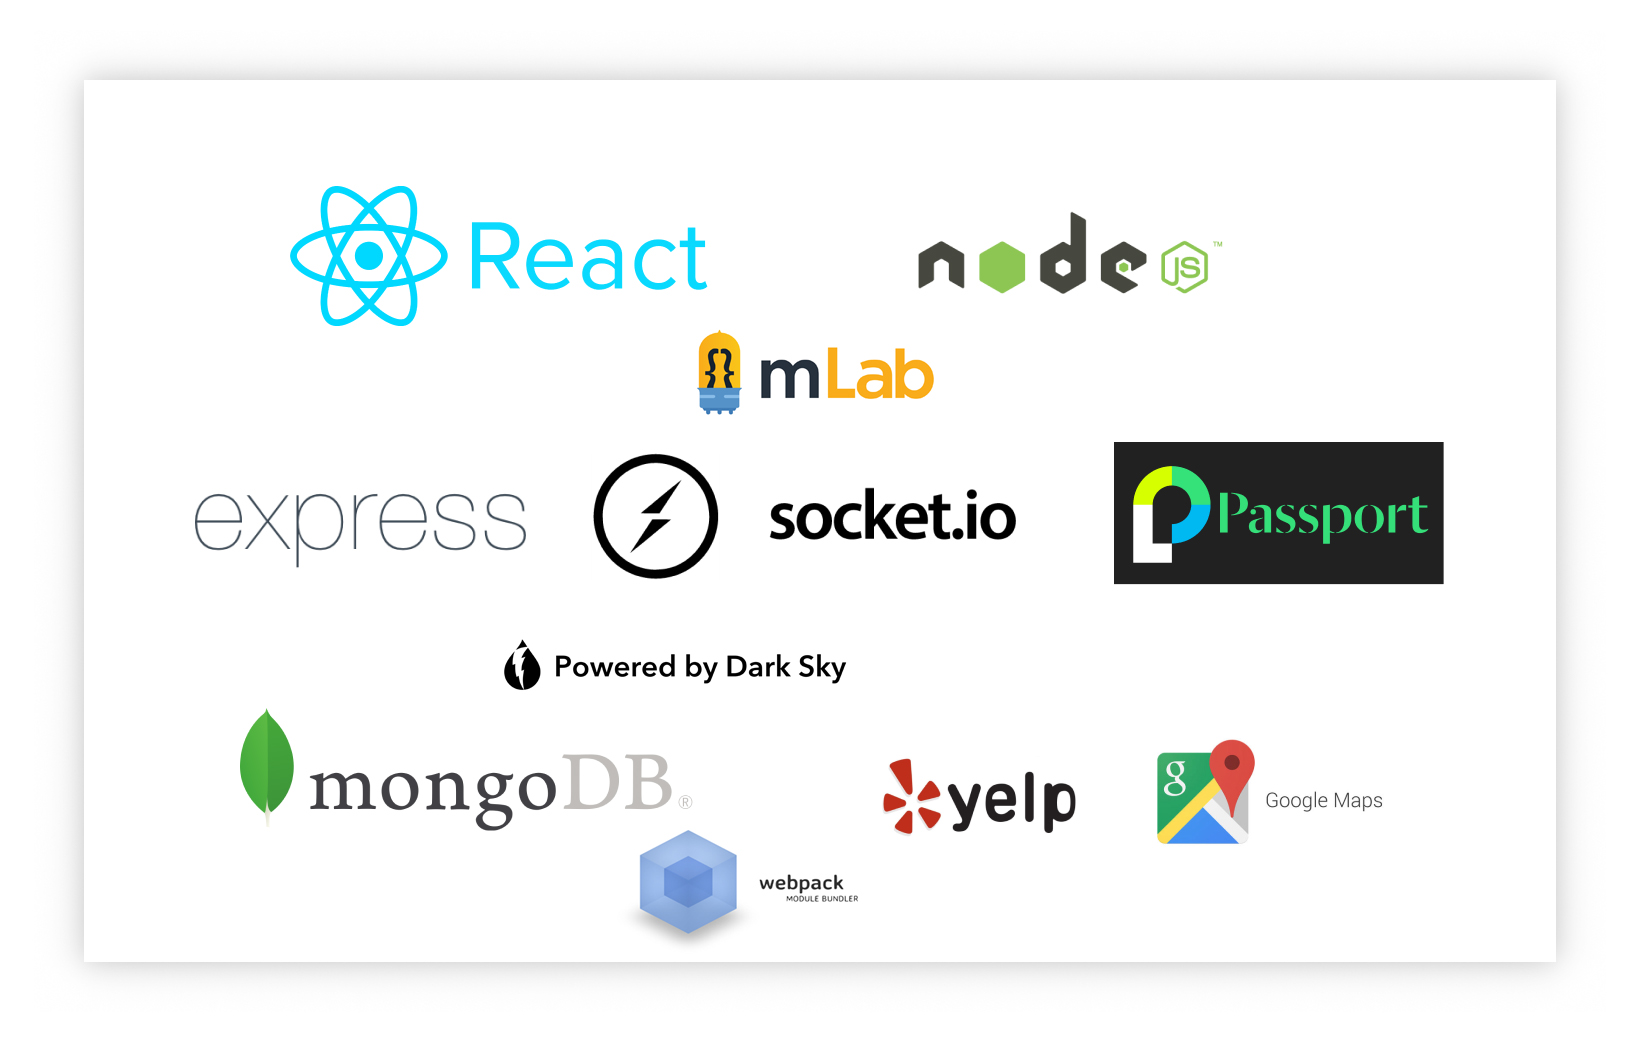 React
node JS ™
{} mLab
express
socket.io
Passport
Powered by Dark Sky
mongoDB®
yelp
g
Google Maps
webpack
MODULE BUNDLER